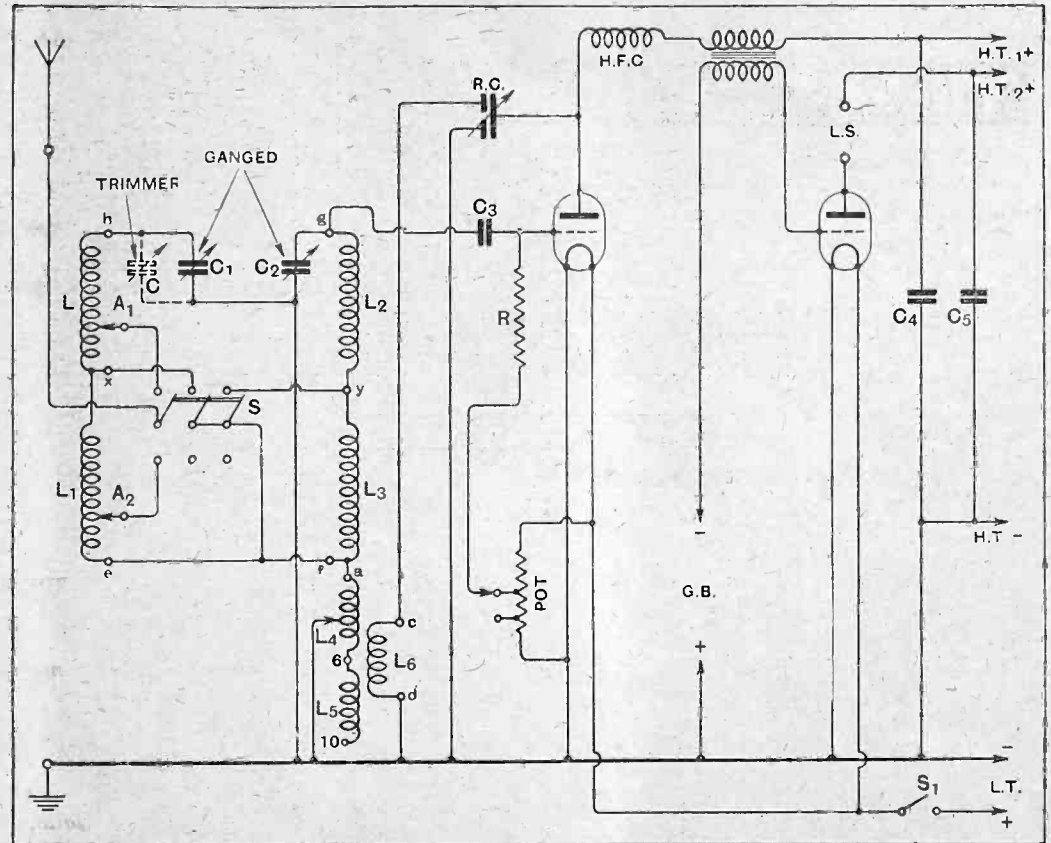 H.F.C
H.T.1+
H.T.2+
R.C.
L.S.
GANGED
TRIMMER
h
g
C3
C
C1
C2
L
A1
L2
R
C4
C5
x
y
S
L1
A2
L3
e
f
a
H.T -
POT
G.B.
-
+
L4
c
6
L6
L5
d
10
-
S1
L.T.
+